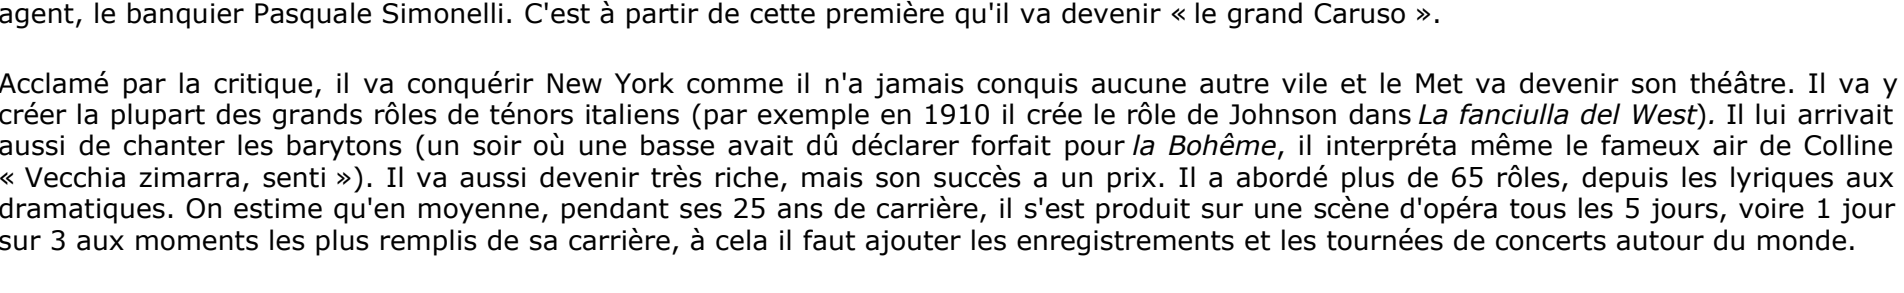 agent, le banquier Pasquale Simonelli. C'est à partir de cette première qu'il va devenir « le grand Caruso ».
Acclamé par la critique, il va conquérir New York comme il n'a jamais conquis aucune autre vile et le Met va devenir son théâtre. Il va y
créer la plupart des grands rôles de ténors italiens (par exemple en 1910 il crée le rôle de Johnson dans La fanciulla del West). Il lui arrivait
aussi de chanter les barytons (un soir où une basse avait dû déclarer forfait pour la Bohême, il interpréta même le fameux air de Colline
« Vecchia zimarra, senti »). Il va aussi devenir très riche, mais son succès a un prix. Il a abordé plus de 65 rôles, depuis les lyriques aux
dramatiques. On estime qu'en moyenne, pendant ses 25 ans de carrière, il s'est produit sur une scène d'opéra tous les 5 jours, voire 1 jour
sur 3 aux moments les plus remplis de sa carrière, à cela il faut ajouter les enregistrements et les tournées de concerts autour du monde.